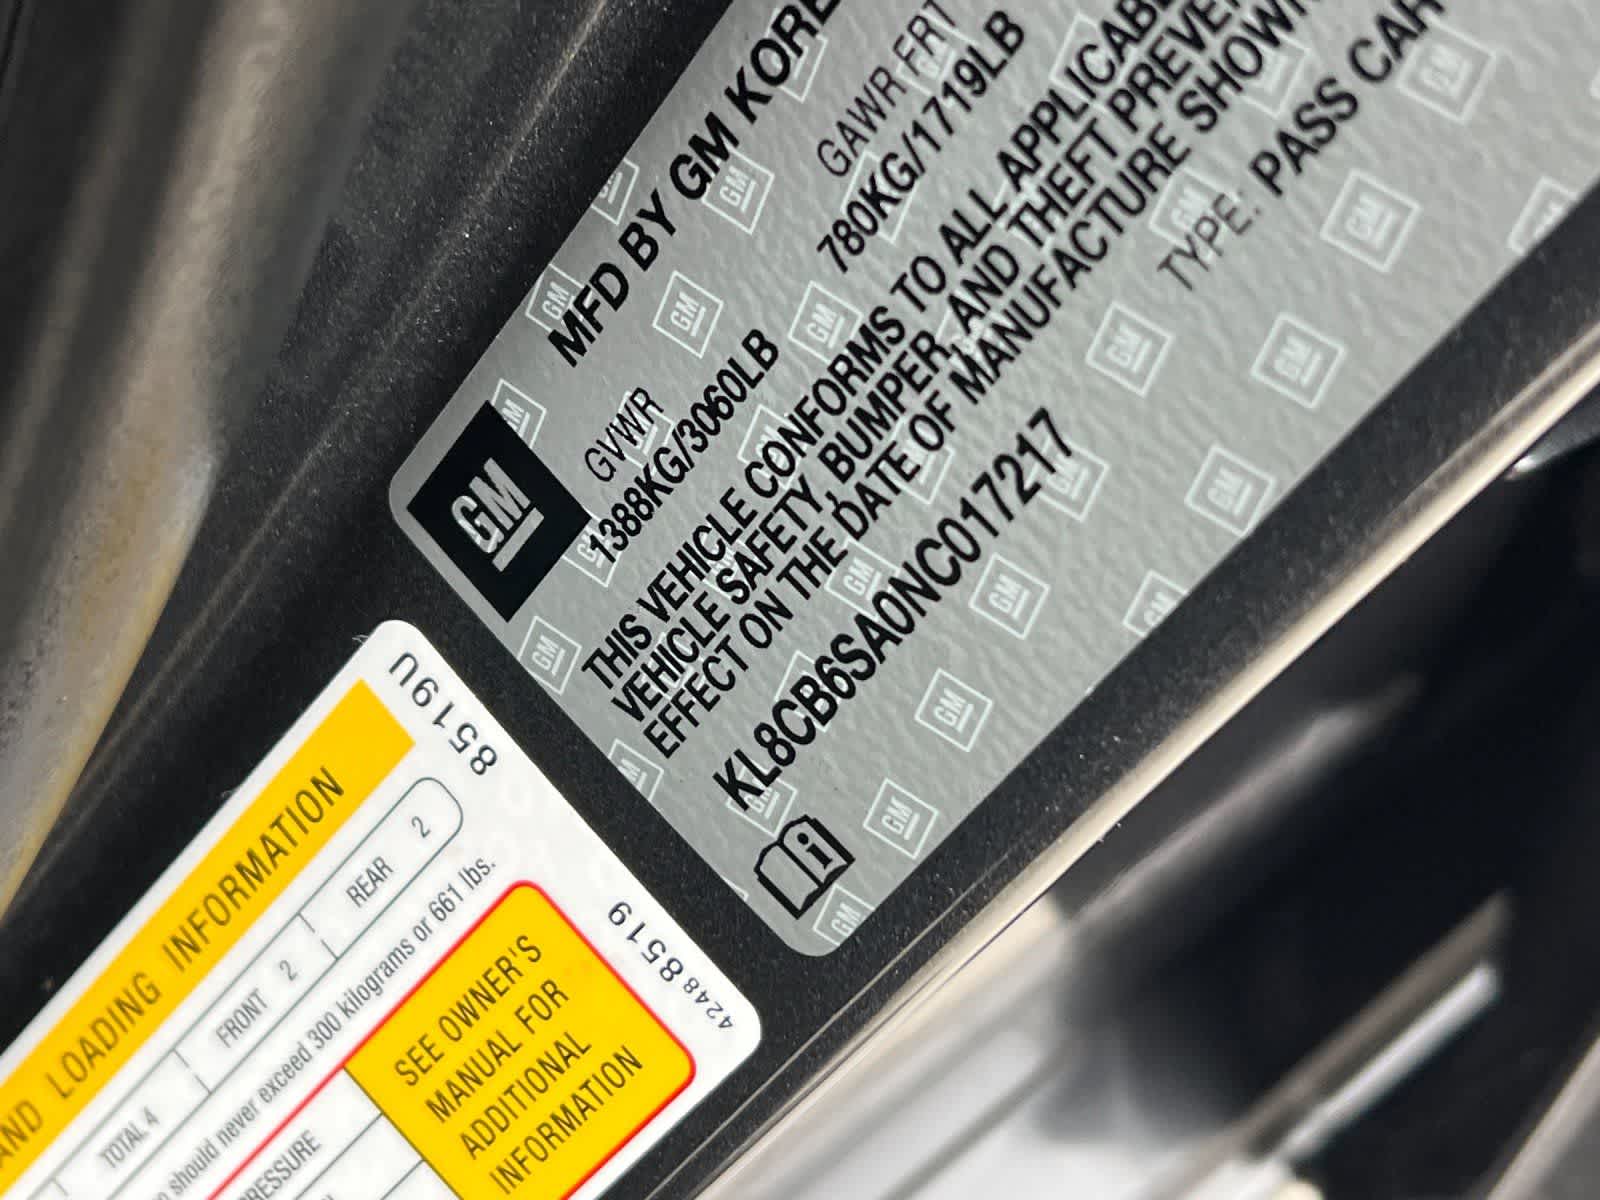 GM
MFD BY GM KORE
GVWR
GAWR FRT
1388KG/3060LB
780KG/1719LB
THIS VEHICLE CONFORMS TO ALL APPLICABLE
VEHICLE SAFETY, BUMPER, AND THEFT PREVEN
EFFECT ON THE DATE OF MANUFACTURE SHOWN
KL8CB6SA0NC017217
TYPE: PASS CAR
8519U
AND LOADING INFORMATION
TOTAL 4
FRONT 2
REAR 2
should never exceed 300 kilograms or 661 lbs.
PRESSURE
SEE OWNER'S
MANUAL FOR
ADDITIONAL
INFORMATION
42488519